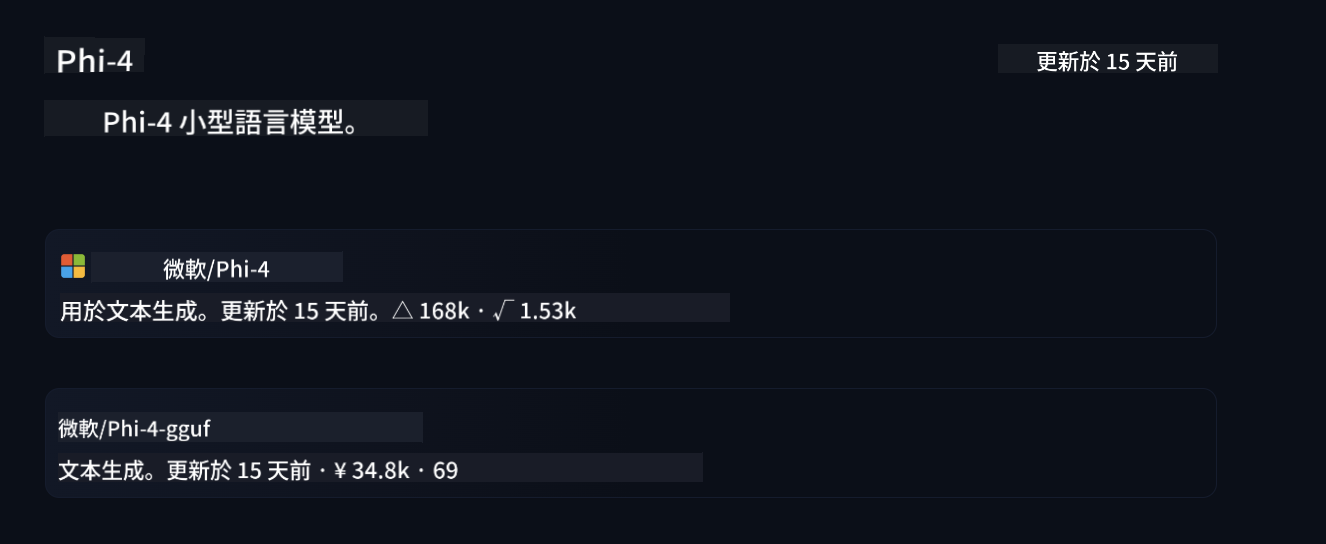 Phi-4
更新於 15 天前
Phi-4 小型語言模型。
微軟/Phi-4
用於文本生成。更新於 15 天前。△ 168k · √ 1.53k
微軟/Phi-4-gguf
文本生成。更新於 15 天前 · ¥ 34.8k · 69